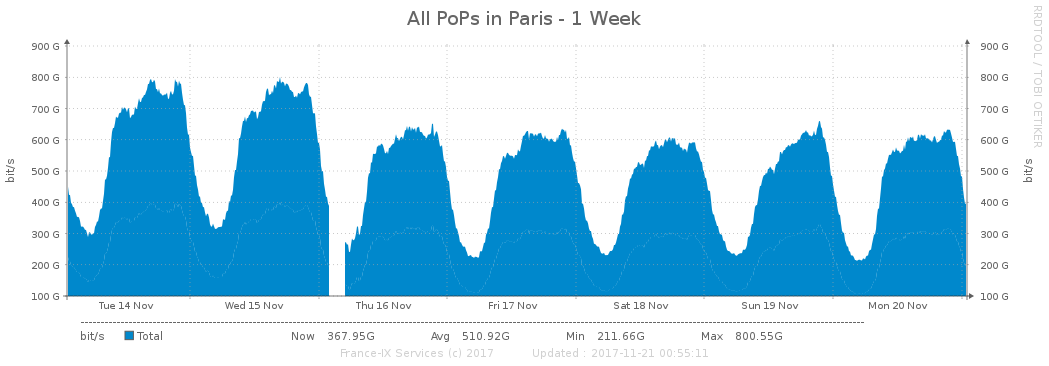 All PoPs in Paris - 1 Week
RRDTOOL / TOBI OETIKER
900 G 900 G
800 G 800 G
700 G 700 G
600 G 600 G
500 G 500 G
400 G 400 G
300 G 300 G
200 G 200 G
100 G 100 G
bit/s bit/s
Tue 14 Nov Wed 15 Nov Thu 16 Nov Fri 17 Nov Sat 18 Nov Sun 19 Nov Mon 20 Nov
bit/s Total Now 367.95G Avg 510.92G Min 211.66G Max 800.55G
France-IX Services (c) 2017 Updated : 2017-11-21 00:55:11